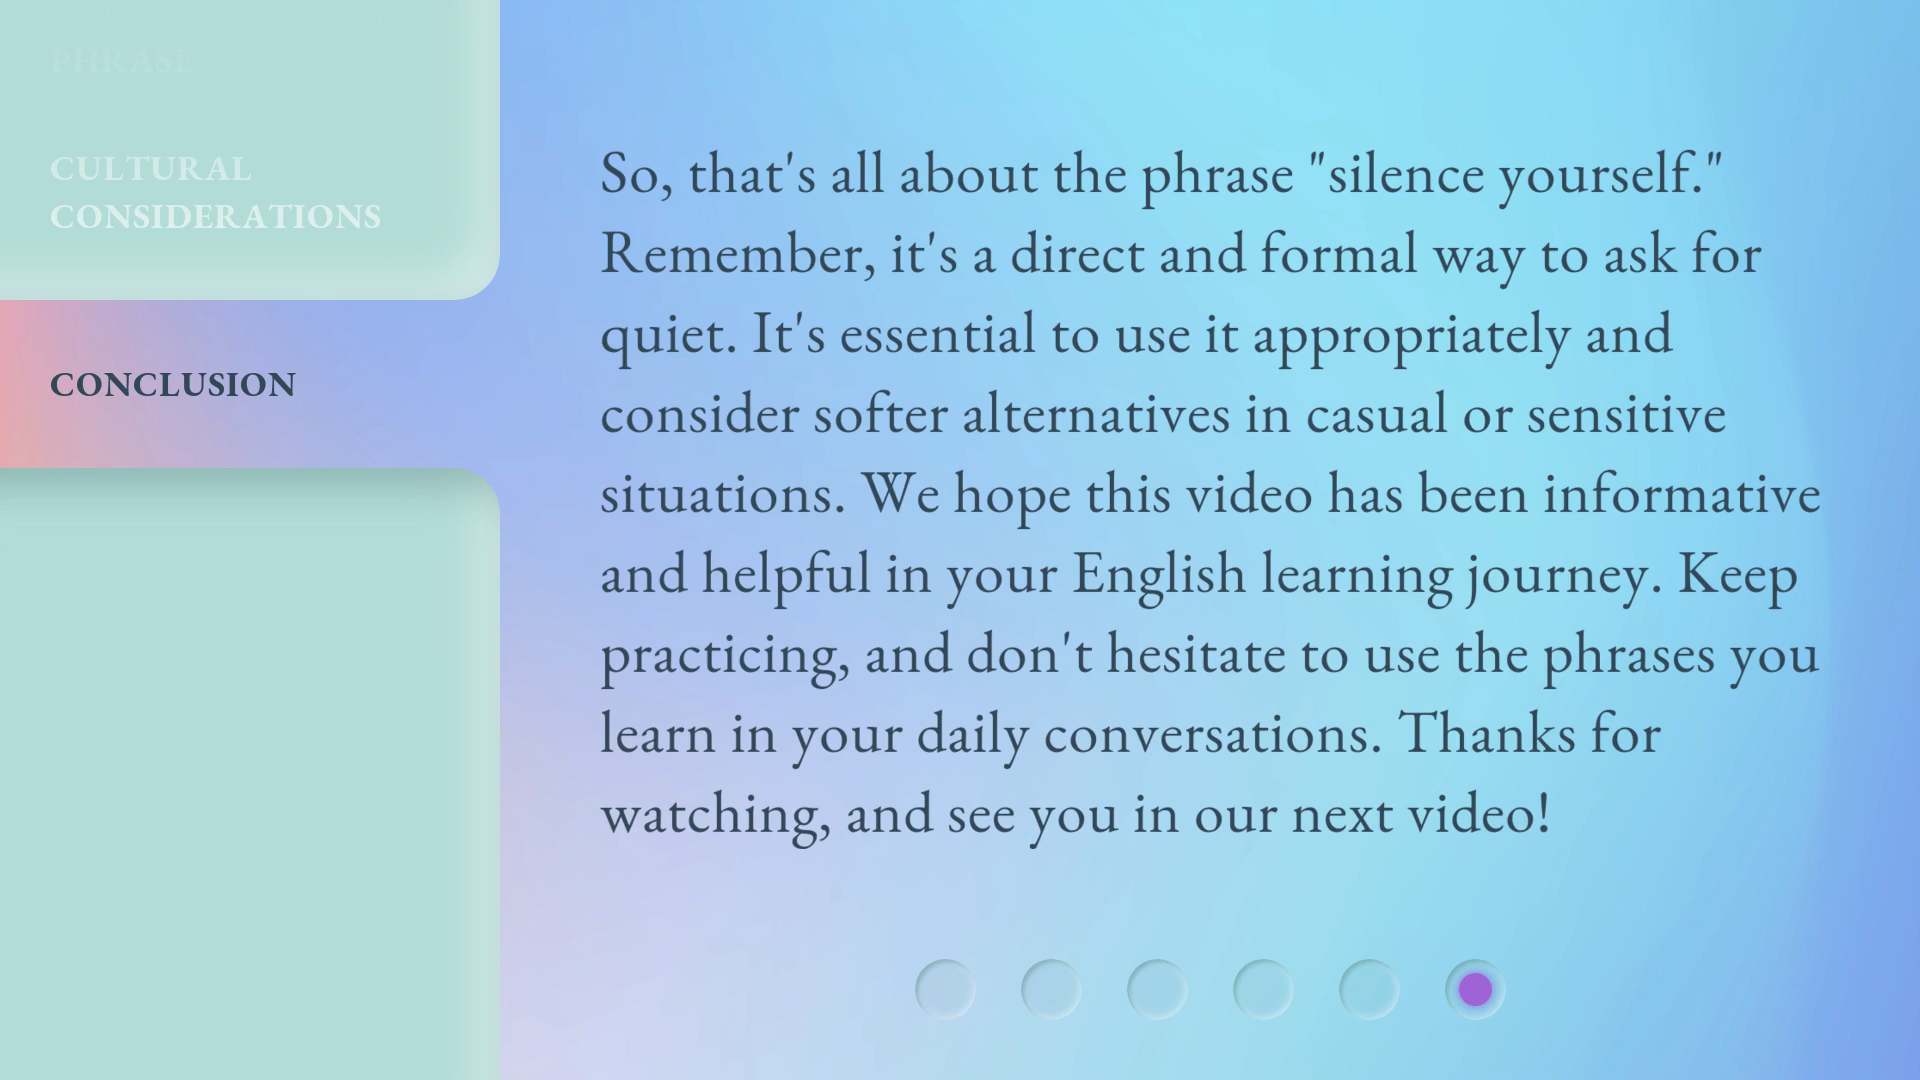 PHRASE
CULTURAL
CONSIDERATIONS
CONCLUSION
So, that's all about the phrase "silence yourself."
Remember, it's a direct and formal way to ask for
quiet. It's essential to use it appropriately and
consider softer alternatives in casual or sensitive
situations. We hope this video has been informative
and helpful in your English learning journey. Keep
practicing, and don't hesitate to use the phrases you
learn in your daily conversations. Thanks for
watching, and see you in our next video!